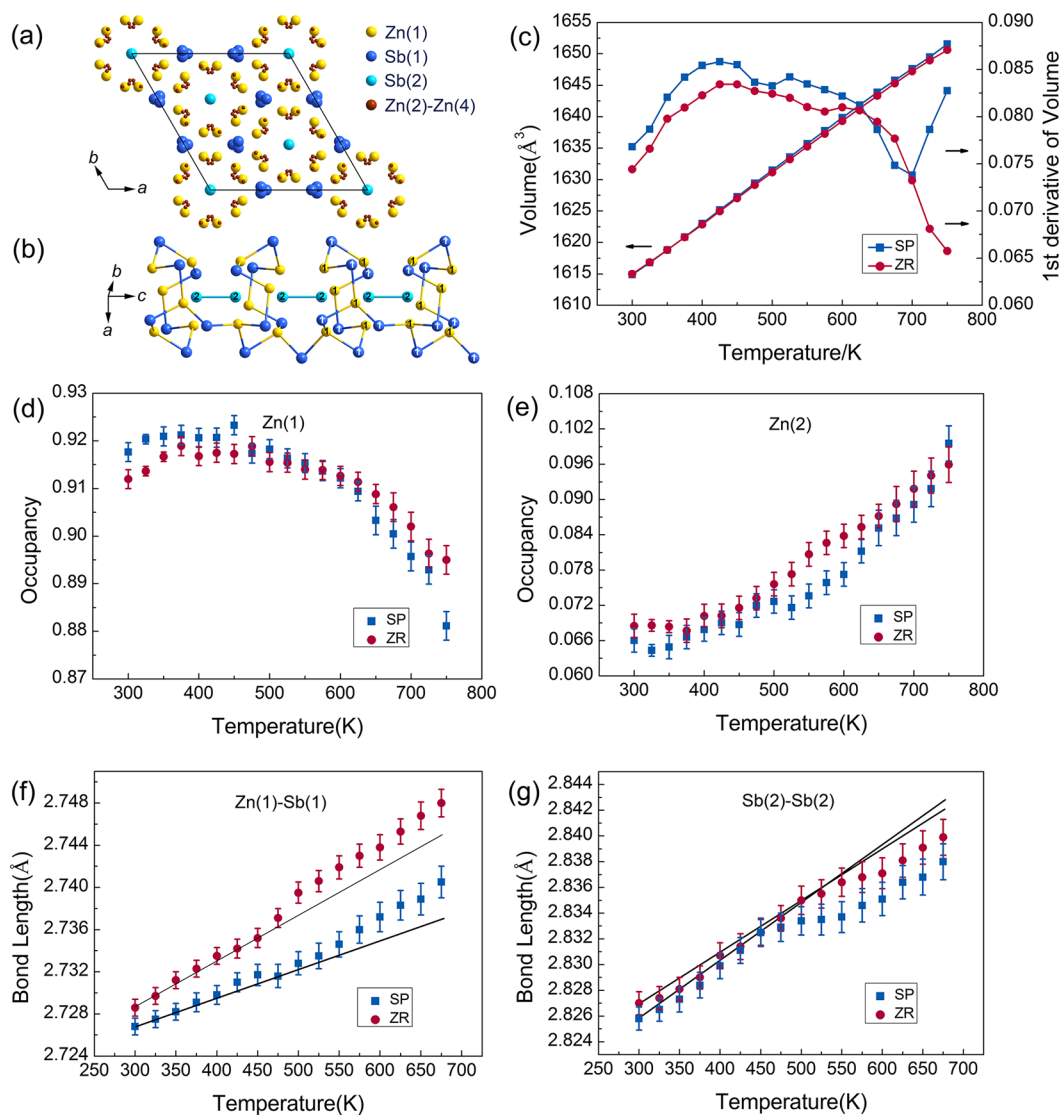 (a)
Zn(1)
Sb(1)
Sb(2)
Zn(2)-Zn(4)
b
a
(b)
b
c
a
2 2 2 2 2 2
1 1 1 1 1 1 1 1 1 1
(c)
1655
1650
1645
1640
1635
1630
1625
1620
1615
1610
Volume(Å³)
0.090
0.085
0.080
0.075
0.070
0.065
0.060
1st derivative of Volume
SP
ZR
300 400 500 600 700 800
Temperature/K
(d)
Zn(1)
0.93
0.92
0.91
0.90
0.89
0.88
0.87
Occupancy
SP
ZR
300 400 500 600 700 800
Temperature(K)
(e)
Zn(2)
0.108
0.102
0.096
0.090
0.084
0.078
0.072
0.066
0.060
Occupancy
SP
ZR
300 400 500 600 700 800
Temperature(K)
(f)
Zn(1)-Sb(1)
2.748
2.744
2.740
2.736
2.732
2.728
2.724
Bond Length(Å)
SP
ZR
250 300 350 400 450 500 550 600 650 700
Temperature(K)
(g)
Sb(2)-Sb(2)
2.844
2.842
2.840
2.838
2.836
2.834
2.832
2.830
2.828
2.826
2.824
Bond Length(Å)
SP
ZR
250 300 350 400 450 500 550 600 650 700
Temperature(K)